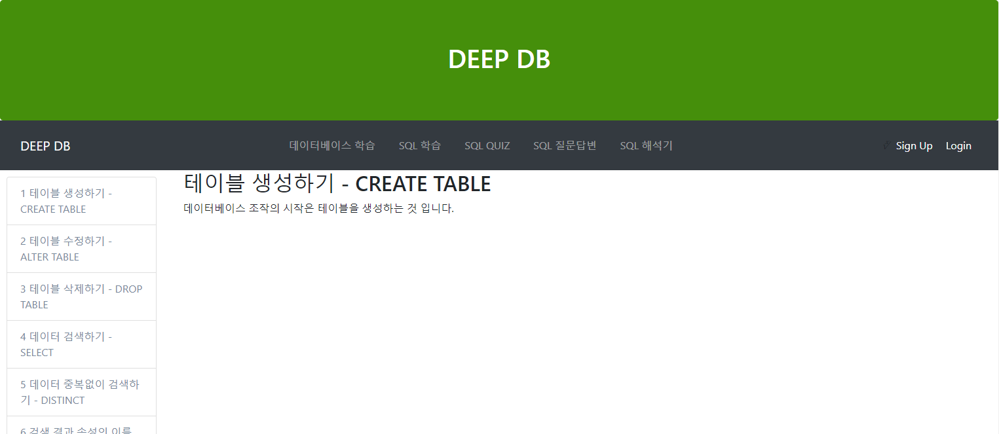 DEEP DB
DEEP DB
데이터베이스 학습
SQL 학습
SQL QUIZ
SQL 질문답변
SQL 해석기
Sign Up
Login
1 테이블 생성하기 -
CREATE TABLE
2 테이블 수정하기 -
ALTER TABLE
3 테이블 삭제하기 - DROP
TABLE
4 데이터 검색하기 -
SELECT
5 데이터 중복없이 검색하
기 - DISTINCT
6 검색 결과 속성의 이름
테이블 생성하기 - CREATE TABLE
데이터베이스 조작의 시작은 테이블을 생성하는 것 입니다.